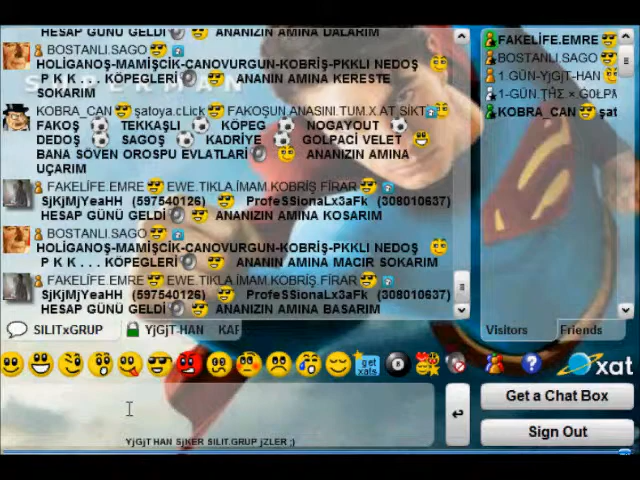 HESAP GÜNÜ GELDİ ANANIZIN AMINA DALARIM
BOSTANLI.SAGO
HOLİGANOŞ-MAMİŞCİK-CANOVURGUN-KOBRİŞ-PKKLI NEDOŞ
P K K . . . KÖPEGLERİ ANANIN AMINA KERESTE
SOKARIM
KOBRA_CAN şatoya.cLick FAKOŞUN.ANASINI.TUM.X.AT SİKT
FAKOŞ TEKKAŞLI KÖPEG NOGAYOUT
DEDOŞ SAGOŞ KADRİYE GOLPACİ VELET
BANA SÖVEN OROSPU EVLATLARİ ANANIZIN AMINA
UÇARIM
FAKELİFE.EMRE EWE.TIKLA.İMAM.KOBRİŞ.FİRAR
SjKjMjYeaHH (597540126) ProfeSSionaLx3aFk (308010637)
HESAP GÜNÜ GELDİ ANANIZIN AMINA KOSARIM
BOSTANLI.SAGO
HOLİGANOŞ-MAMİŞCİK-CANOVURGUN-KOBRİŞ-PKKLI NEDOŞ
P K K . . . KÖPEGLERİ ANANIN AMINA MACIR SOKARIM
FAKELİFE.EMRE EWE.TIKLA.İMAM.KOBRİŞ.FİRAR
SjKjMjYeaHH (597540126) ProfeSSionaLx3aFk (308010637)
HESAP GÜNÜ GELDİ ANANIZIN AMINA BASARIM
FAKELİFE.EMRE
BOSTANLI.SAGO
1.GÜN-YjGjT-HAN
KOBRA_CAN şat
SILITxGRUP
YjGjT-HAN KAF
Visitors
Friends
get xats
xat
YjGjT HAN SjKER SILIT.GRUP jZLER ;)
Get a Chat Box
Sign Out